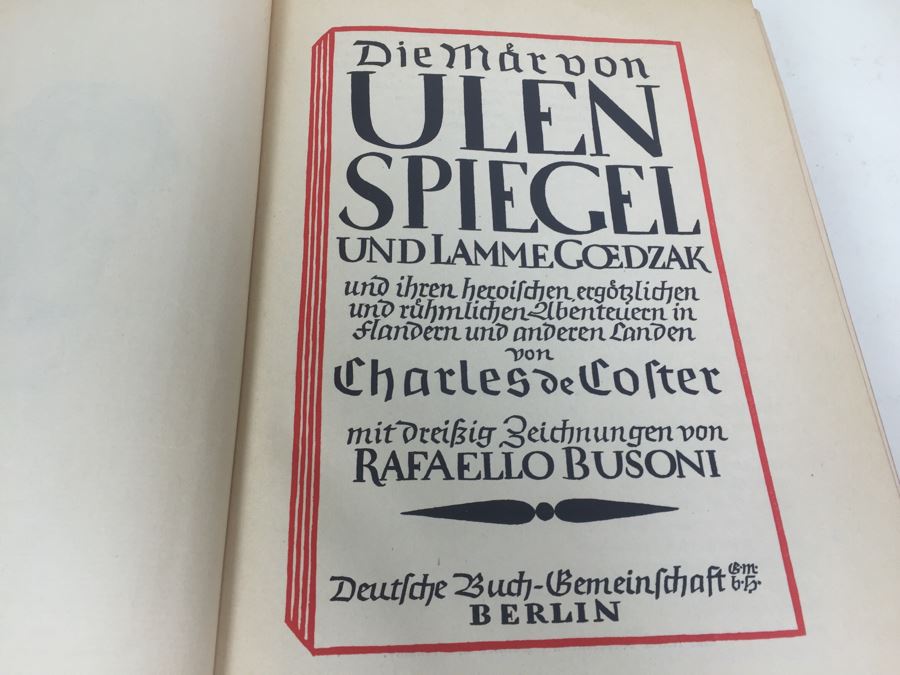 Die Mär von
ULEN
SPIEGEL
UND LAMME GOEDZAK
und ihren heroiſchen ergötzlichen
und rühmlichen Abenteuern in
Flandern und anderen Landen
von
Charles de Coſter
mit dreißig Zeichnungen von
RAFAELLO BUSONI
Deutſche Buch-Gemeinſchaft G.m.b.H.
BERLIN